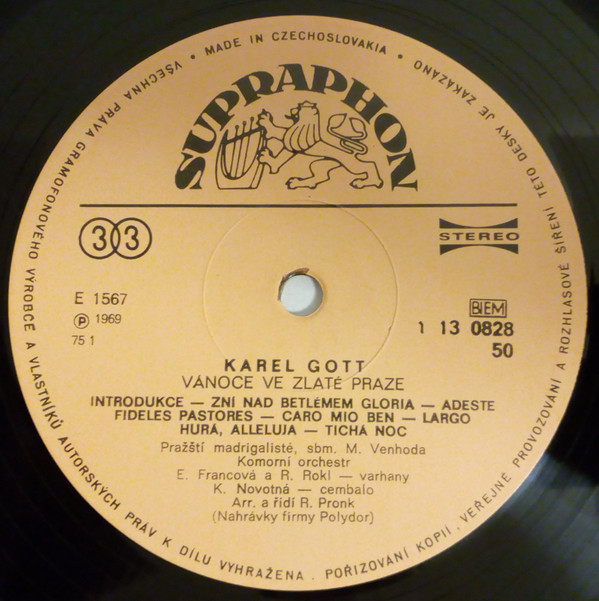 VŠECHNA PRÁVA GRAMOFONOVÉHO VÝROBCE A VLASTNÍKŮ AUTORSKÝCH PRÁV K DÍLU VYHRAŽENA . POŘIZOVÁNÍ KOPIÍ , VEŘEJNÉ PROVOZOVÁNÍ A ROZHLASOVÉ ŠÍŘENÍ TÉTO DESKY JE ZAKÁZÁNO • MADE IN CZECHOSLOVAKIA •
SUPRAPHON
33
STEREO
E 1567
℗ 1969
75 1
BIEM
1 13 0828
50
KAREL GOTT
VÁNOCE VE ZLATÉ PRAZE
INTRODUKCE — ZNÍ NAD BETLÉMEM GLORIA — ADESTE
FIDELES PASTORES — CARO MIO BEN — LARGO
HURÁ, ALLELUJA — TICHÁ NOC
Pražští madrigalisté, sbm. M. Venhoda
Komorní orchestr
E. Francová a R. Rokl — varhany
K. Novotná — cembalo
Arr. a řídí R. Pronk
(Nahrávky firmy Polydor)